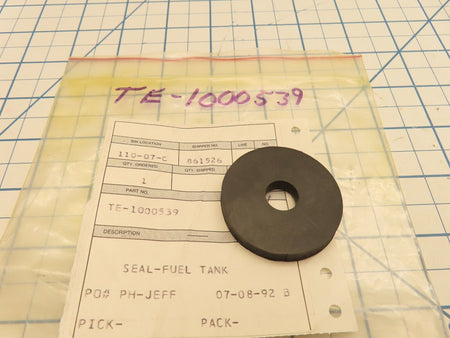 TE-1000539
BIN LOCATION SHIPPER NO. LINE NO.
110-07-C 861526
QTY. ORDERED QTY. SHIPPED
1
PART NO.
TE-1000539
DESCRIPTION
SEAL-FUEL TANK
PO# PH-JEFF 07-08-92 B
PICK- PACK-